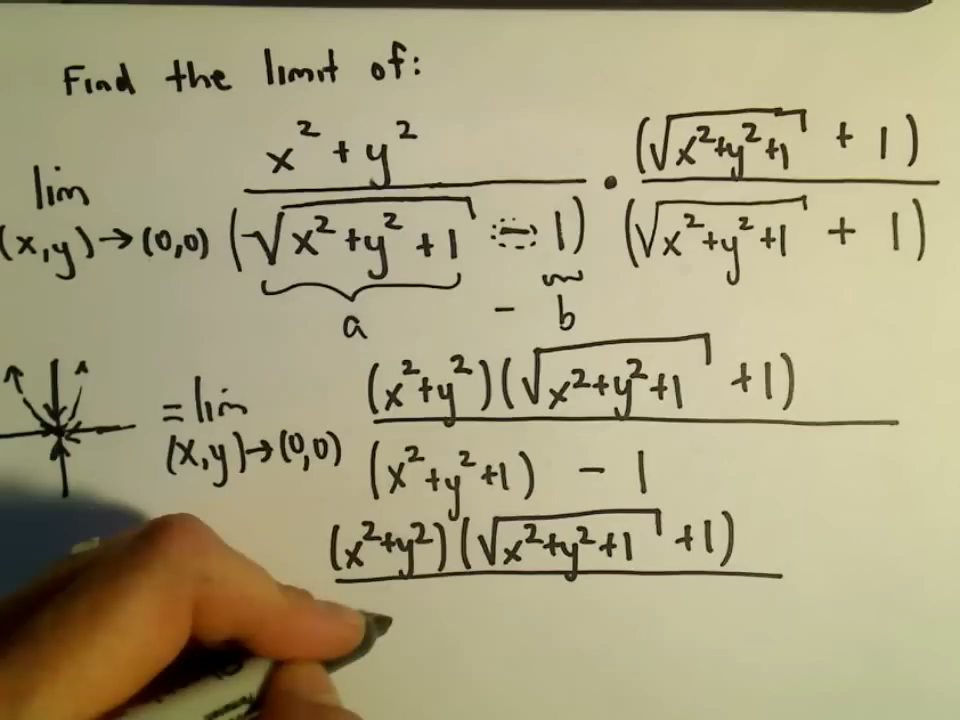 Find the limit of:
lim (x,y)→(0,0) x² + y² / (√(x² + y² + 1) − 1) · (√(x²+y²+1) + 1) / (√(x²+y²+1) + 1)
a − b
= lim (x,y)→(0,0) (x²+y²)(√(x²+y²+1) + 1) / (x²+y²+1) − 1
(x²+y²)(√(x²+y²+1) + 1)